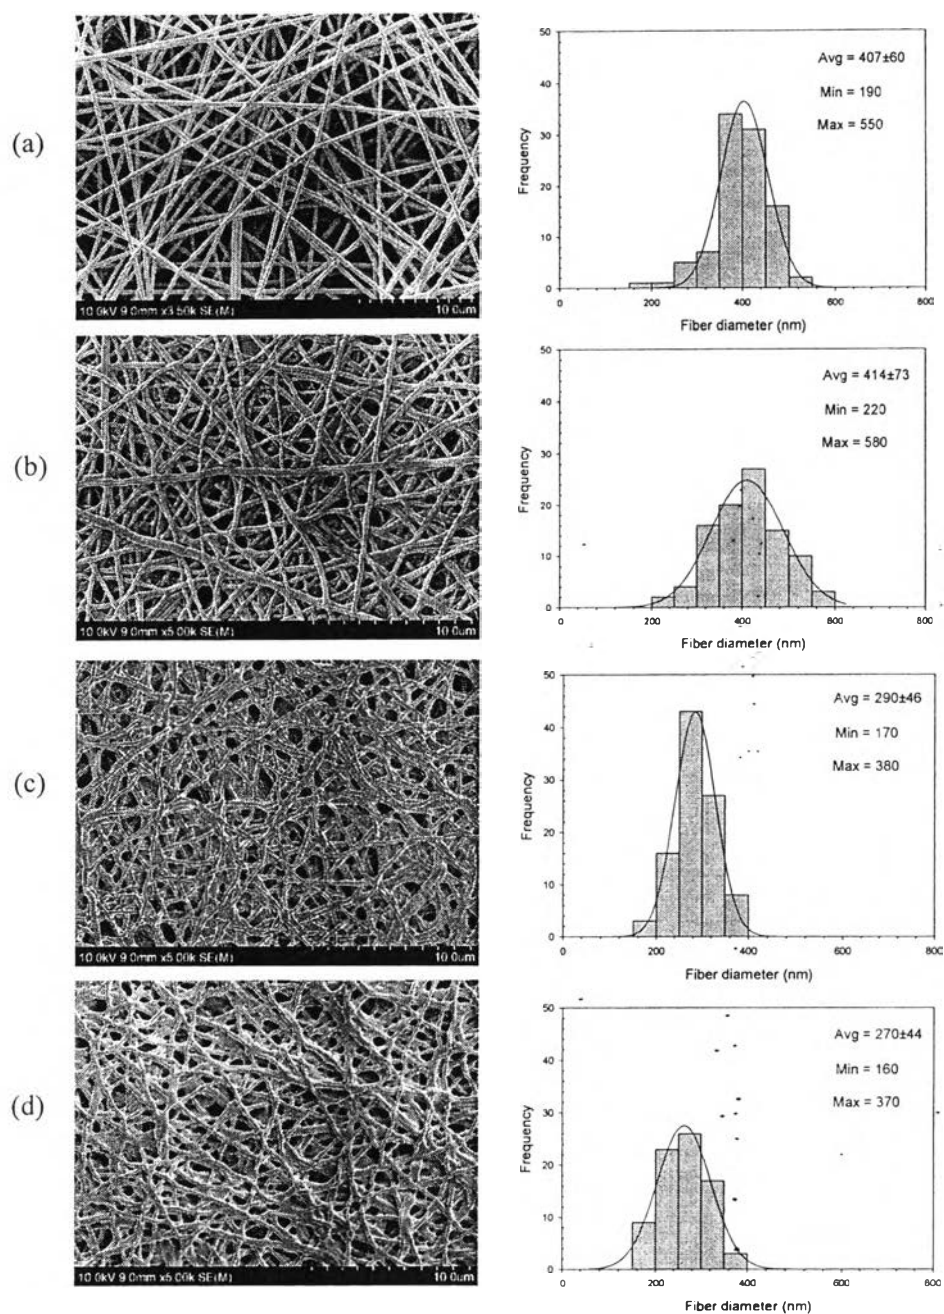 (a)
10.0kV 9.0mm x3.50k SE(M) 10.0um
50
40
30
20
10
0
Frequency
Avg = 407±60
Min = 190
Max = 550
0 200 400 600 800
Fiber diameter (nm)
(b)
10.0kV 9.0mm x5.00k SE(M) 10.0um
50
40
30
20
10
0
Frequency
Avg = 414±73
Min = 220
Max = 580
0 200 400 600 800
Fiber diameter (nm)
(c)
10.0kV 9.0mm x5.00k SE(M) 10.0um
50
40
30
20
10
0
Frequency
Avg = 290±46
Min = 170
Max = 380
0 200 400 600 800
Fiber diameter (nm)
(d)
10.0kV 9.0mm x5.00k SE(M) 10.0um
50
40
30
20
10
0
Frequency
Avg = 270±44
Min = 160
Max = 370
0 200 400 600 800
Fiber diameter (nm)